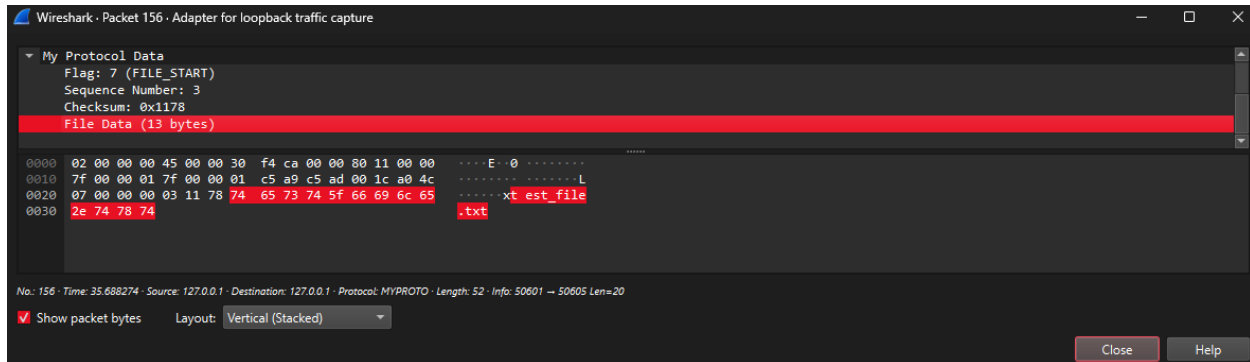 Wireshark · Packet 156 · Adapter for loopback traffic capture
My Protocol Data
Flag: 7 (FILE_START)
Sequence Number: 3
Checksum: 0x1178
File Data (13 bytes)
0000 02 00 00 00 45 00 00 30 f4 ca 00 00 80 11 00 00 ····E··0 ········
0010 7f 00 00 01 7f 00 00 01 c5 a9 c5 ad 00 1c a0 4c ········ ·······L
0020 07 00 00 00 03 11 78 74 65 73 74 5f 66 69 6c 65 ······xt est_file
0030 2e 74 78 74 .txt
No.: 156 · Time: 35.688274 · Source: 127.0.0.1 · Destination: 127.0.0.1 · Protocol: MYPROTO · Length: 52 · Info: 50601 → 50605 Len=20
Show packet bytes Layout: Vertical (Stacked)
Close Help